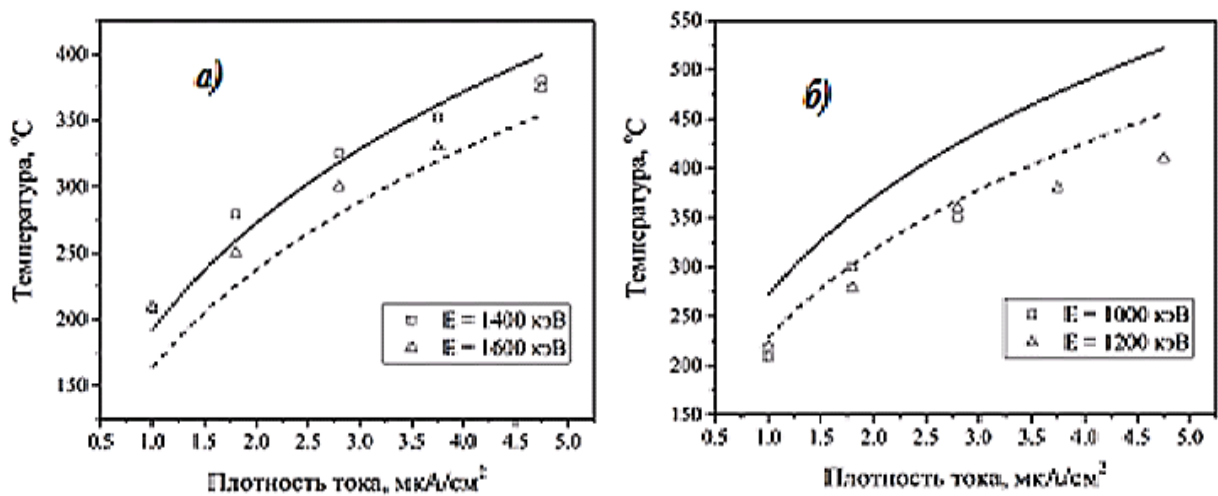 а)
400
350
300
250
200
150
Температура, °C
E = 1400 кэВ
E = 1600 кэВ
0.5 1.0 1.5 2.0 2.5 3.0 3.5 4.0 4.5 5.0
Плотность тока, мкА/см²
б)
550
500
450
400
350
300
250
200
150
Температура, °C
E = 1000 кэВ
E = 1200 кэВ
0.5 1.0 1.5 2.0 2.5 3.0 3.5 4.0 4.5 5.0
Плотность тока, мкА/см²